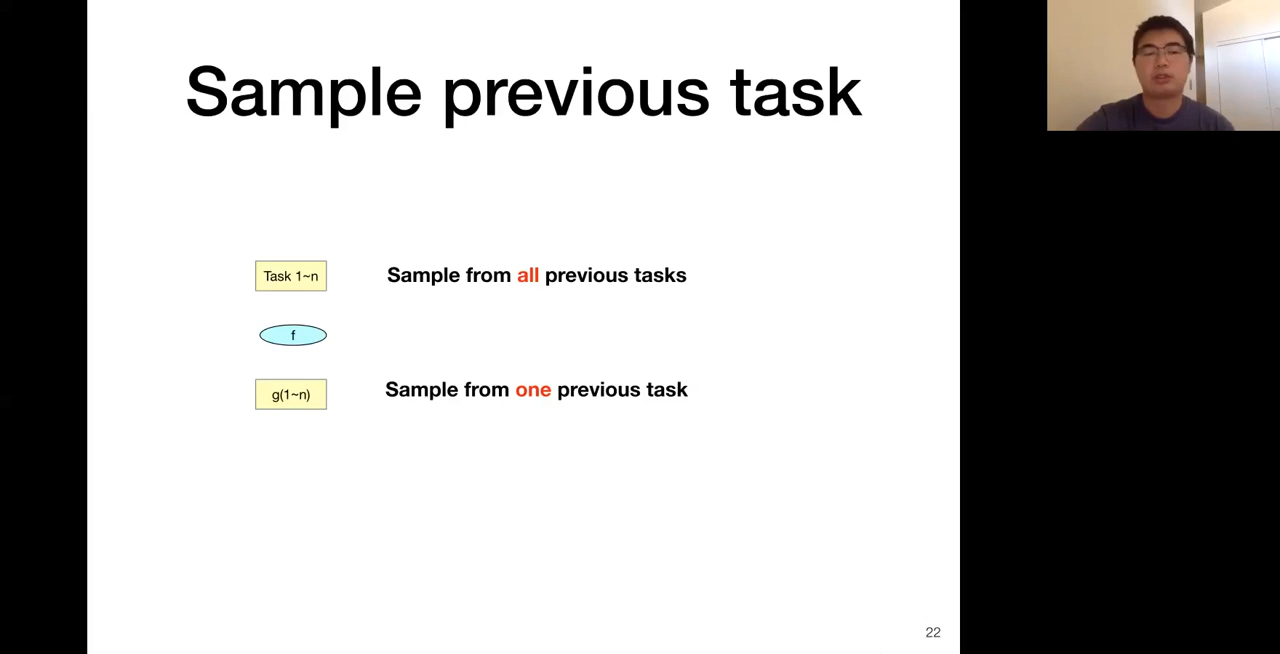 Sample previous task
Task 1~n
Sample from all previous tasks
f
g(1~n)
Sample from one previous task
22